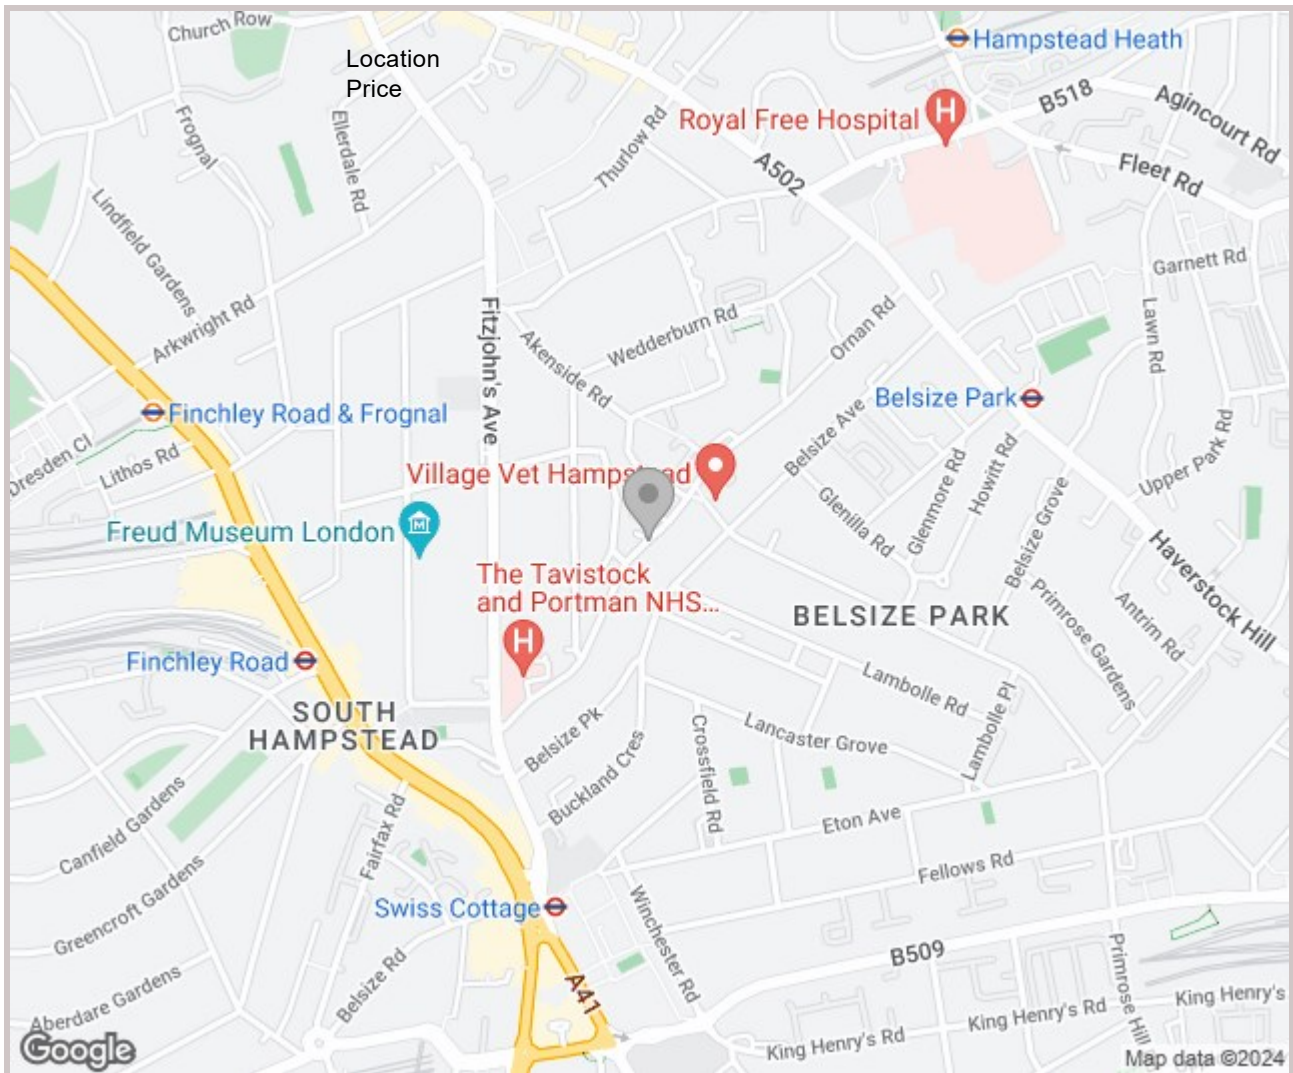 Church Row
Location
Price
Hampstead Heath
B518
Agincourt Rd
Royal Free Hospital
H
Frognal
Ellerdale Rd
Thurlow Rd
A502
Fleet Rd
Lindfield Gardens
Garnett Rd
Arkwright Rd
Fitzjohn's Ave
Wedderburn Rd
Ornan Rd
Lawn Rd
Akenside Rd
Belsize Park
Finchley Road & Frognal
Belsize Ave
Dresden Cl
Lithos Rd
Upper Park Rd
Village Vet Hampstead
Glenmore Rd
Howitt Rd
Glenilla Rd
Belsize Grove
Freud Museum London
M
Haverstock Hill
The Tavistock
and Portman NHS...
H
BELSIZE PARK
Primrose Gardens
Antrim Rd
Finchley Road
Lambolle Rd
Lambolle Pl
SOUTH
HAMPSTEAD
Belsize Pk
Buckland Cres
Crossfield Rd
Lancaster Grove
Canfield Gardens
Fairfax Rd
Eton Ave
Fellows Rd
Greencroft Gardens
Swiss Cottage
Winchester Rd
B509
Belsize Rd
A41
Primrose Hill
Aberdare Gardens
King Henry's Rd
King Henry's Rd
King Henry's
Google
Map data ©2024